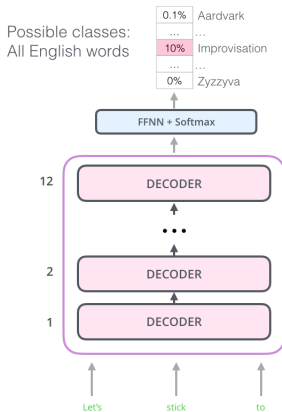 Possible classes:
All English words
0.1% Aardvark
... ...
10% Improvisation
... ...
0% Zyzzyva
FFNN + Softmax
12 DECODER
...
2 DECODER
1 DECODER
Let's stick to